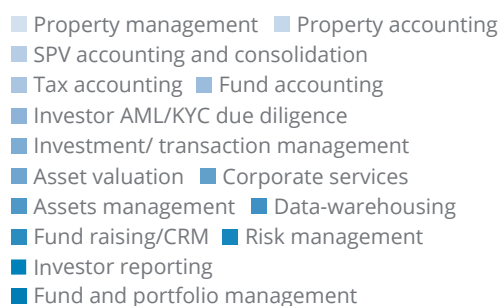 Property management Property accounting
SPV accounting and consolidation
Tax accounting Fund accounting
Investor AML/KYC due diligence
Investment/ transaction management
Asset valuation Corporate services
Assets management Data-warehousing
Fund raising/CRM Risk management
Investor reporting
Fund and portfolio management